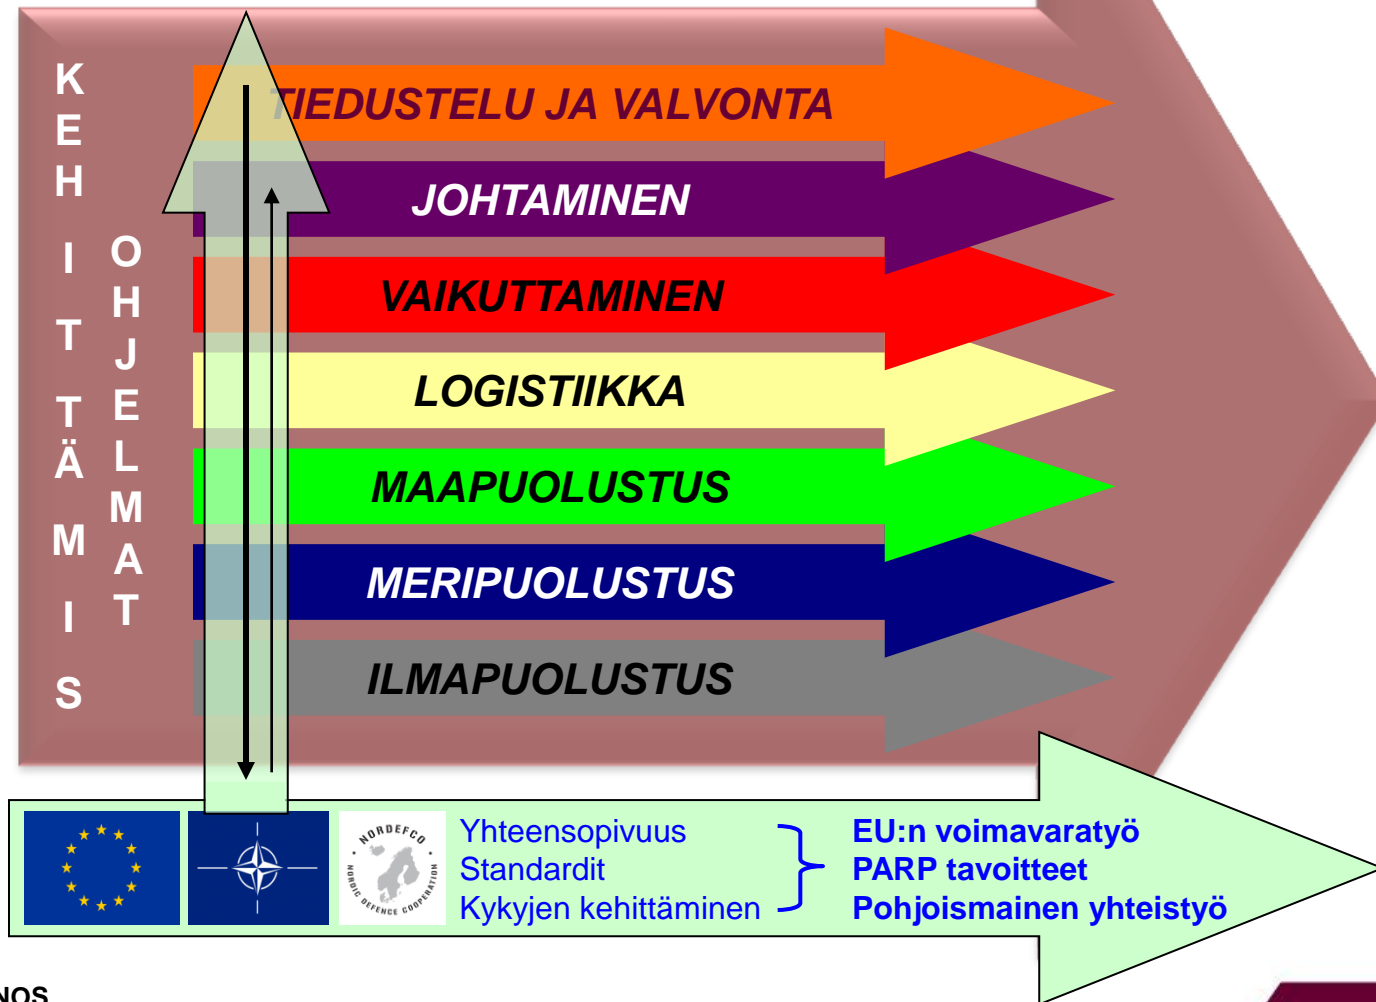 KEHITTÄMIS
OHJELMAT
TIEDUSTELU JA VALVONTA
JOHTAMINEN
VAIKUTTAMINEN
LOGISTIIKKA
MAAPUOLUSTUS
MERIPUOLUSTUS
ILMAPUOLUSTUS
NORDEFCO
NORDIC DEFENCE COOPERATION
Yhteensopivuus
Standardit
Kykyjen kehittäminen
EU:n voimavaratyö
PARP tavoitteet
Pohjoismainen yhteistyö